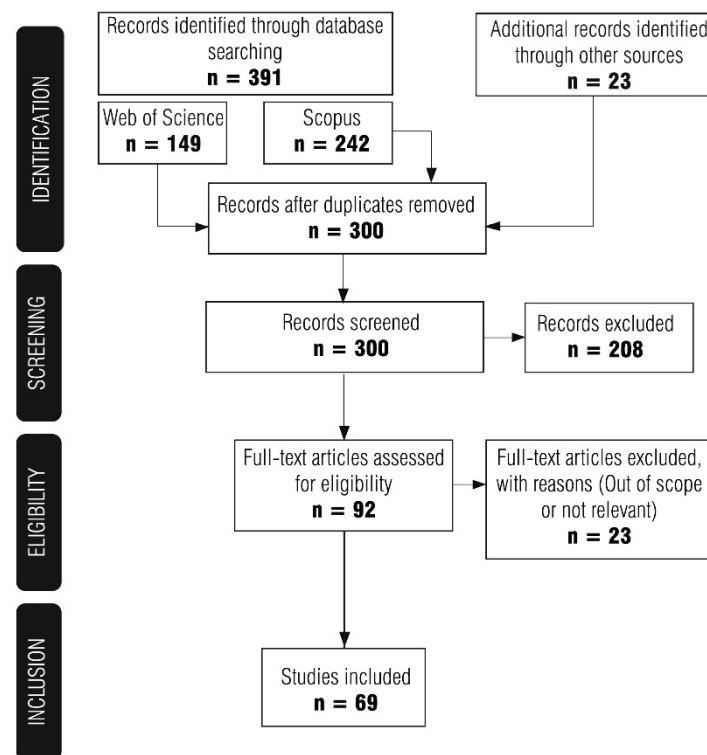 IDENTIFICATION
Records identified through database
searching
n = 391
Additional records identified
through other sources
n = 23
Web of Science
n = 149
Scopus
n = 242
Records after duplicates removed
n = 300
SCREENING
Records screened
n = 300
Records excluded
n = 208
ELIGIBILITY
Full-text articles assessed
for eligibility
n = 92
Full-text articles excluded,
with reasons (Out of scope
or not relevant)
n = 23
INCLUSION
Studies included
n = 69